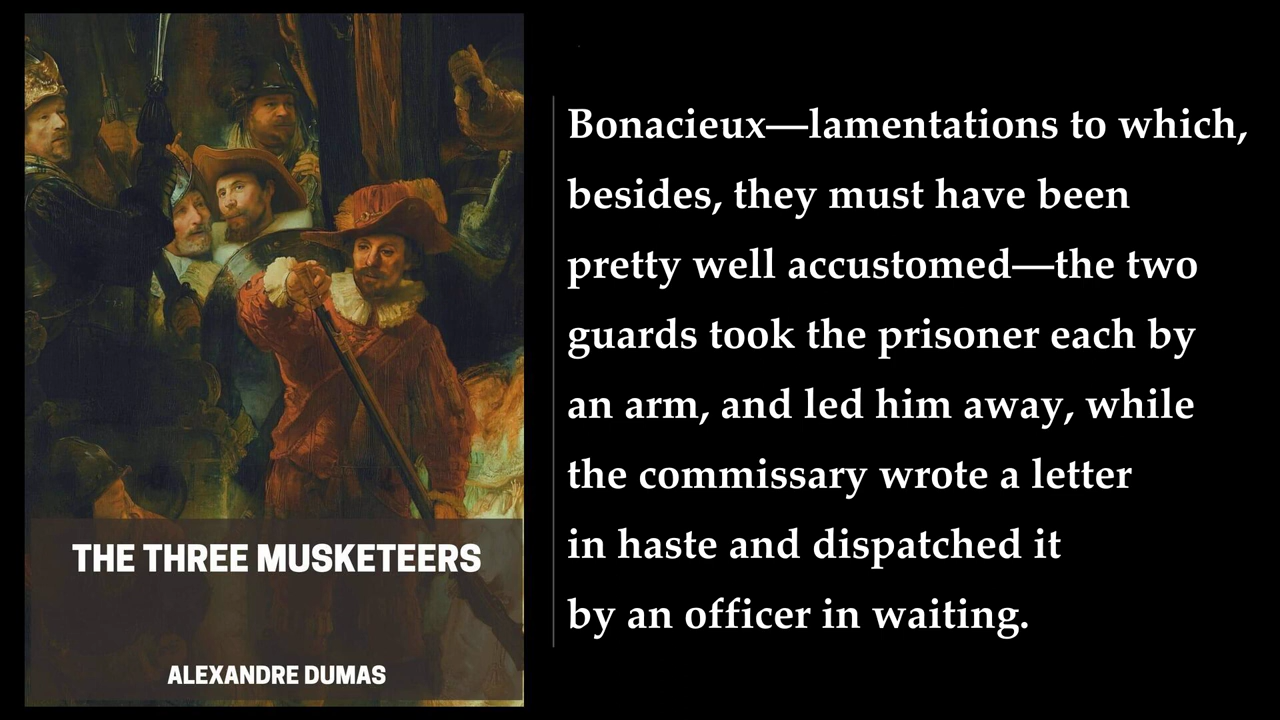 THE THREE MUSKETEERS
ALEXANDRE DUMAS
Bonacieux—lamentations to which,
besides, they must have been
pretty well accustomed—the two
guards took the prisoner each by
an arm, and led him away, while
the commissary wrote a letter
in haste and dispatched it
by an officer in waiting.